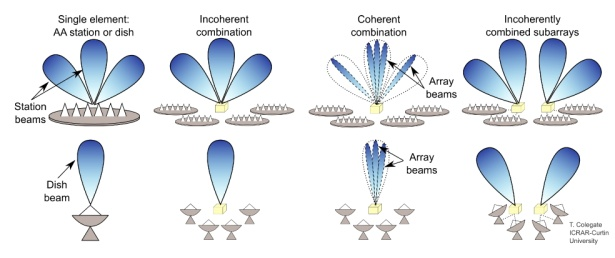 Single element:
AA station or dish
Incoherent
combination
Coherent
combination
Incoherently
combined subarrays
Station
beams
Array
beams
Dish
beam
Array
beams
T. Colegate
ICRAR-Curtin
University